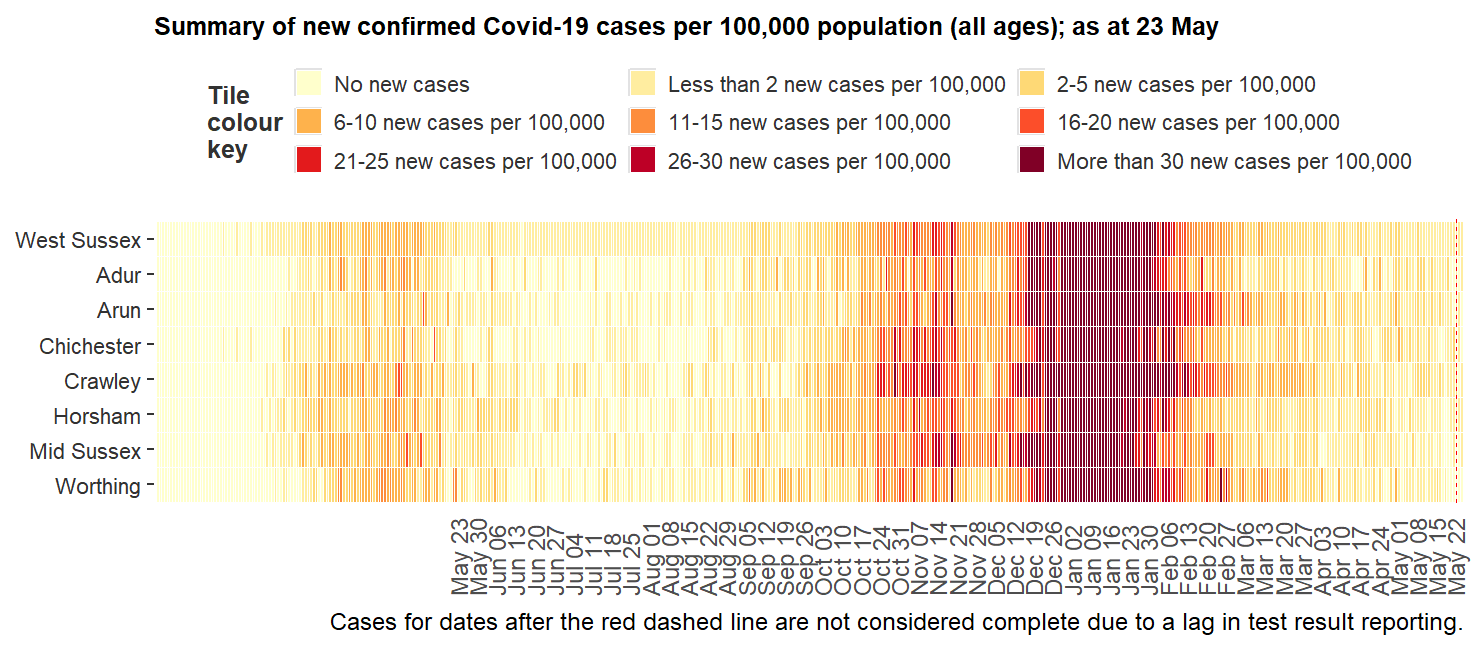 Summary of new confirmed Covid-19 cases per 100,000 population (all ages); as at 23 May
Tile colour key
No new cases
Less than 2 new cases per 100,000
2-5 new cases per 100,000
6-10 new cases per 100,000
11-15 new cases per 100,000
16-20 new cases per 100,000
21-25 new cases per 100,000
26-30 new cases per 100,000
More than 30 new cases per 100,000
West Sussex
Adur
Arun
Chichester
Crawley
Horsham
Mid Sussex
Worthing
May 23
May 30
Jun 06
Jun 13
Jun 20
Jun 27
Jul 04
Jul 11
Jul 18
Jul 25
Aug 01
Aug 08
Aug 15
Aug 22
Aug 29
Sep 05
Sep 12
Sep 19
Sep 26
Oct 03
Oct 10
Oct 17
Oct 24
Oct 31
Nov 07
Nov 14
Nov 21
Nov 28
Dec 05
Dec 12
Dec 19
Dec 26
Jan 02
Jan 09
Jan 16
Jan 23
Jan 30
Feb 06
Feb 13
Feb 20
Feb 27
Mar 06
Mar 13
Mar 20
Mar 27
Apr 03
Apr 10
Apr 17
Apr 24
May 01
May 08
May 15
May 22
Cases for dates after the red dashed line are not considered complete due to a lag in test result reporting.